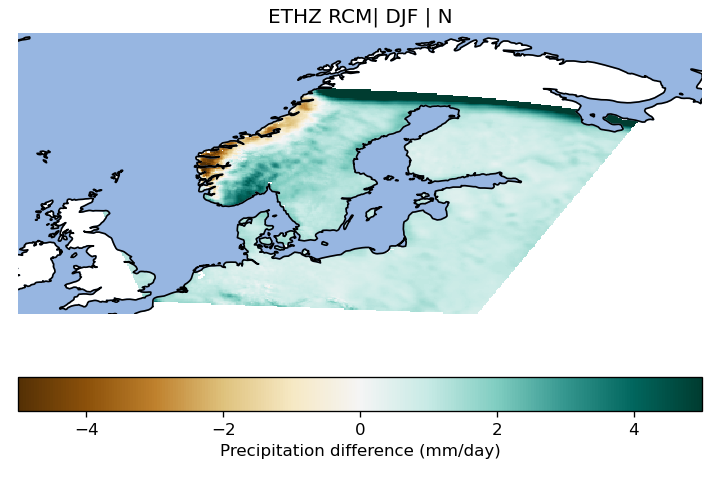 ETHZ RCM| DJF | N
−4 −2 0 2 4
Precipitation difference (mm/day)